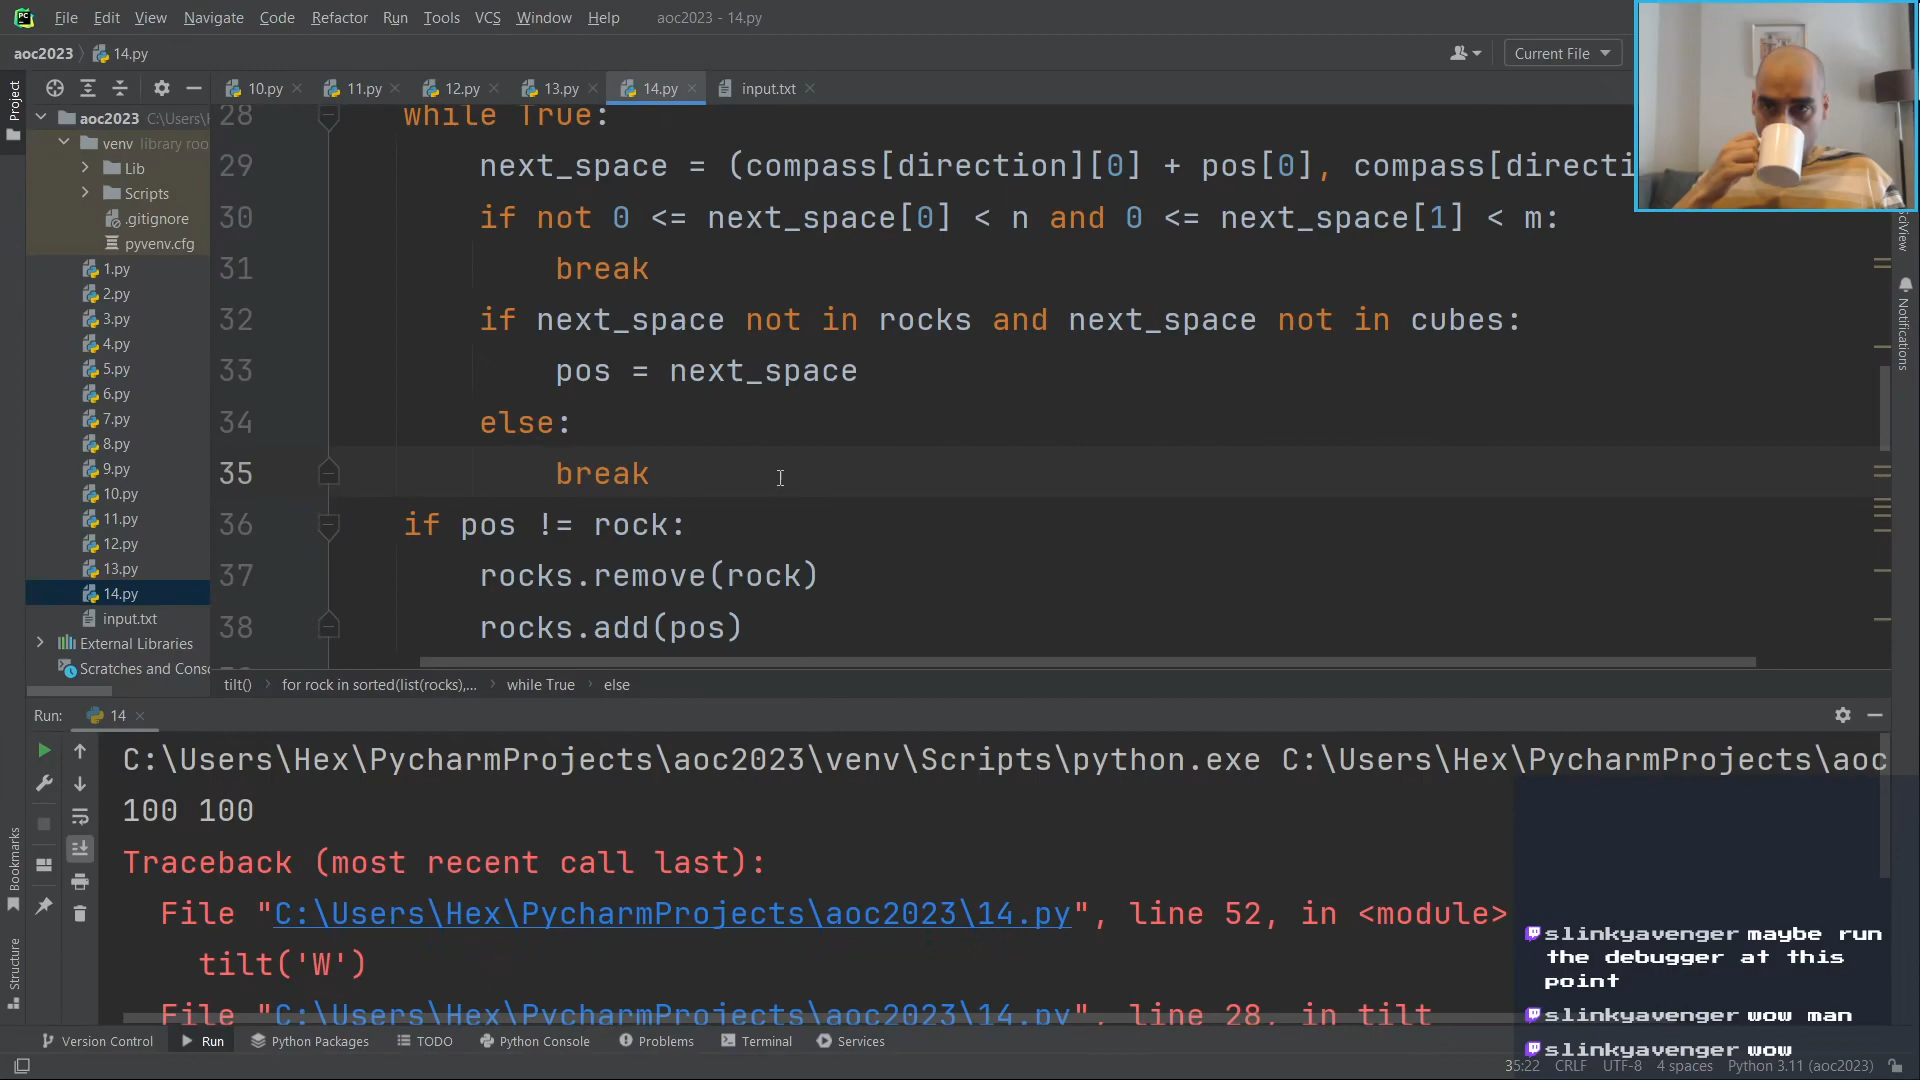 File Edit View Navigate Code Refactor Run Tools VCS Window Help aoc2023 - 14.py
aoc2023 14.py Current File
Project
10.py 11.py 12.py 13.py 14.py input.txt
aoc2023 C:\Users\
venv library roo
Lib
Scripts
.gitignore
pyvenv.cfg
1.py
2.py
3.py
4.py
5.py
6.py
7.py
8.py
9.py
10.py
11.py
12.py
13.py
14.py
input.txt
External Libraries
Scratches and Conso
28 while True:
29 next_space = (compass[direction][0] + pos[0], compass[directi
30 if not 0 <= next_space[0] < n and 0 <= next_space[1] < m:
31 break
32 if next_space not in rocks and next_space not in cubes:
33 pos = next_space
34 else:
35 break
36 if pos != rock:
37 rocks.remove(rock)
38 rocks.add(pos)
SciView
Notifications
tilt() for rock in sorted(list(rocks),... while True else
Run: 14
C:\Users\Hex\PycharmProjects\aoc2023\venv\Scripts\python.exe C:\Users\Hex\PycharmProjects\aoc
100 100
Traceback (most recent call last):
File "C:\Users\Hex\PycharmProjects\aoc2023\14.py", line 52, in <module>
tilt('W')
File "C:\Users\Hex\PycharmProjects\aoc2023\14.py", line 28, in tilt
Bookmarks
Structure
slinkyavenger maybe run
the debugger at this
point
slinkyavenger wow man
slinkyavenger wow
Version Control Run Python Packages TODO Python Console Problems Terminal Services
35:22 CRLF UTF-8 4 spaces Python 3.11 (aoc2023)